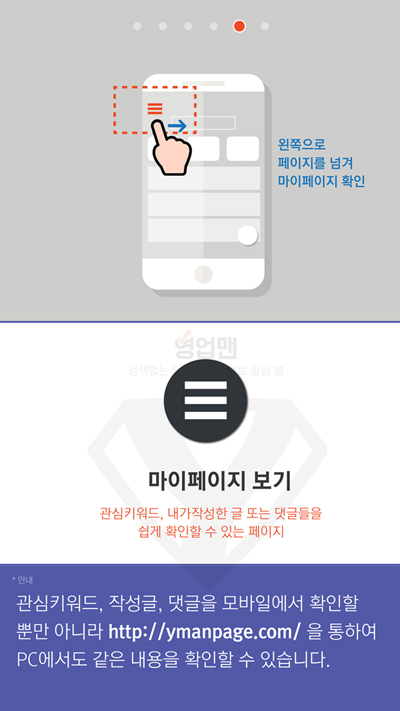 왼쪽으로
페이지를 넘겨
마이페이지 확인
영업맨
검색없는
알림 앱
마이페이지 보기
관심키워드, 내가작성한 글 또는 댓글들을
쉽게 확인할 수 있는 페이지
* 안내
관심키워드, 작성글, 댓글을 모바일에서 확인할
뿐만 아니라 http://ymanpage.com/ 을 통하여
PC에서도 같은 내용을 확인할 수 있습니다.